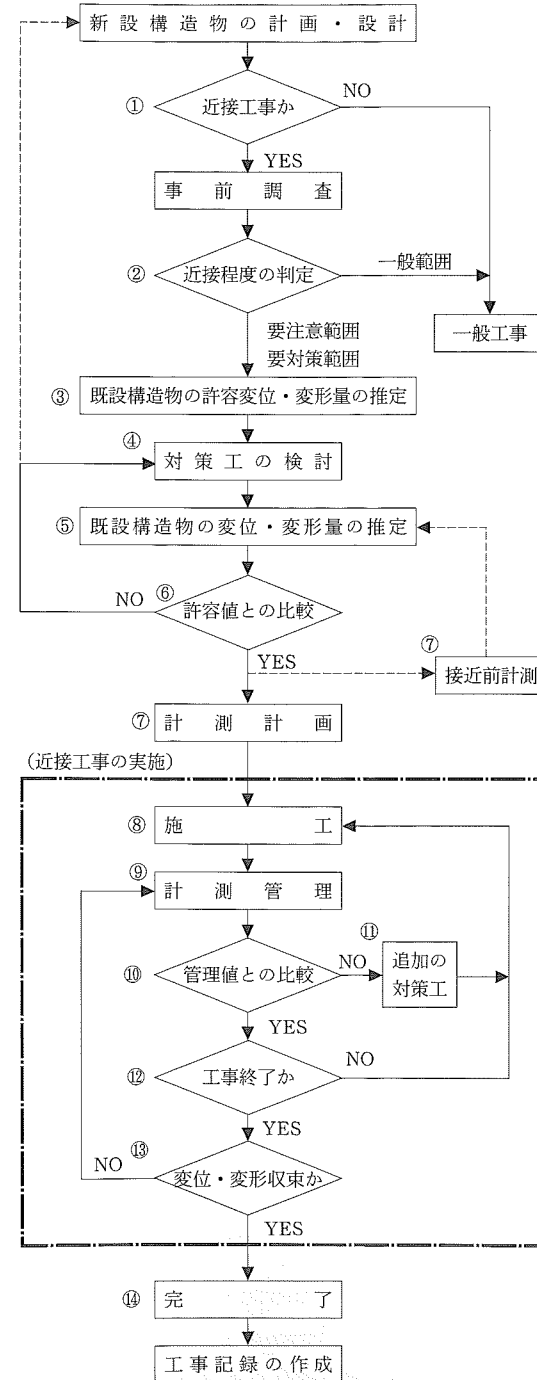 新設構造物の計画・設計
① 近接工事か
NO
YES
事前調査
② 近接程度の判定
一般範囲
一般工事
要注意範囲
要対策範囲
③ 既設構造物の許容変位・変形量の推定
④ 対策工の検討
⑤ 既設構造物の変位・変形量の推定
⑥ 許容値との比較
NO
YES
⑦ 接近前計測
⑦ 計測計画
(近接工事の実施)
⑧ 施工
⑨ 計測管理
⑩ 管理値との比較
NO
⑪ 追加の
対策工
YES
⑫ 工事終了か
NO
YES
⑬ 変位・変形収束か
NO
YES
⑭ 完了
工事記録の作成